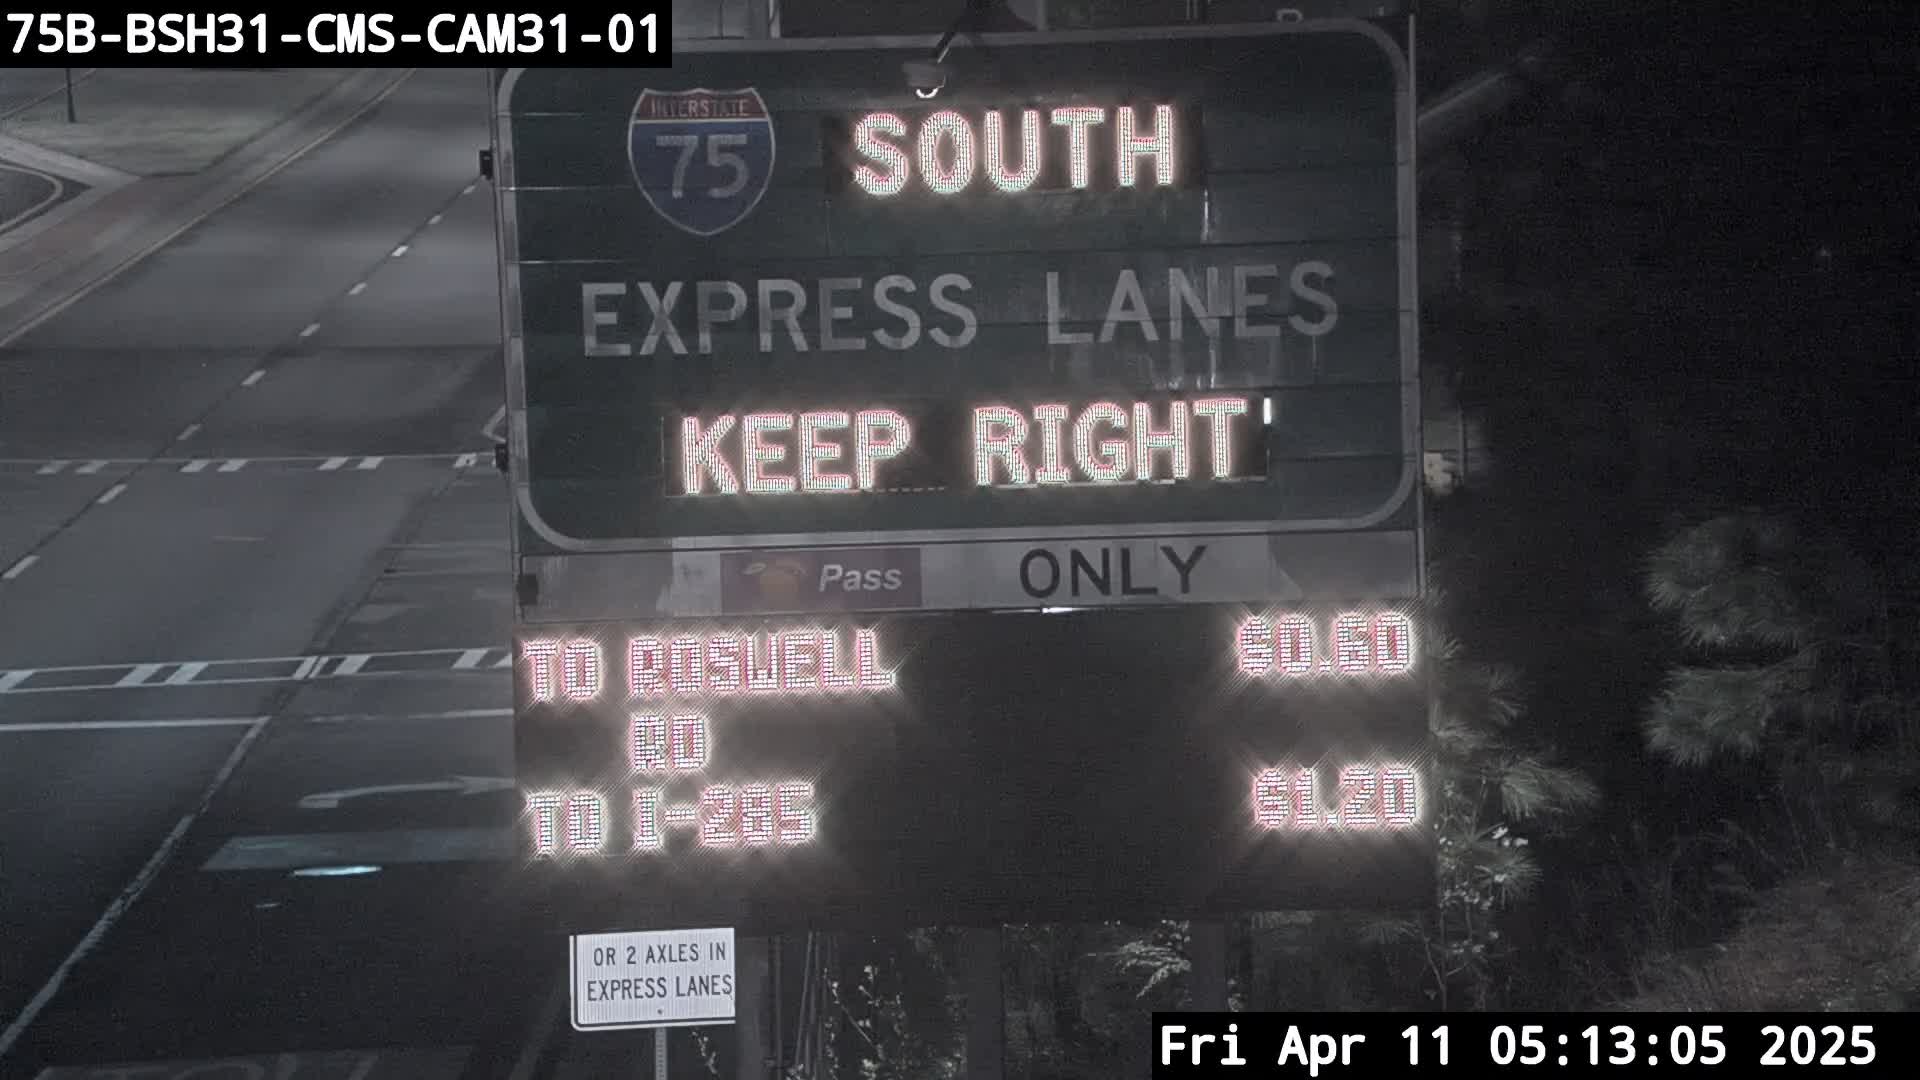 75B-BSH31-CMS-CAM31-01
INTERSTATE
75
SOUTH
EXPRESS LANES
KEEP RIGHT
Pass ONLY
TO ROSWELL $0.60
RD
TO I-285 $1.20
OR 2 AXLES IN
EXPRESS LANES
Fri Apr 11 05:13:05 2025